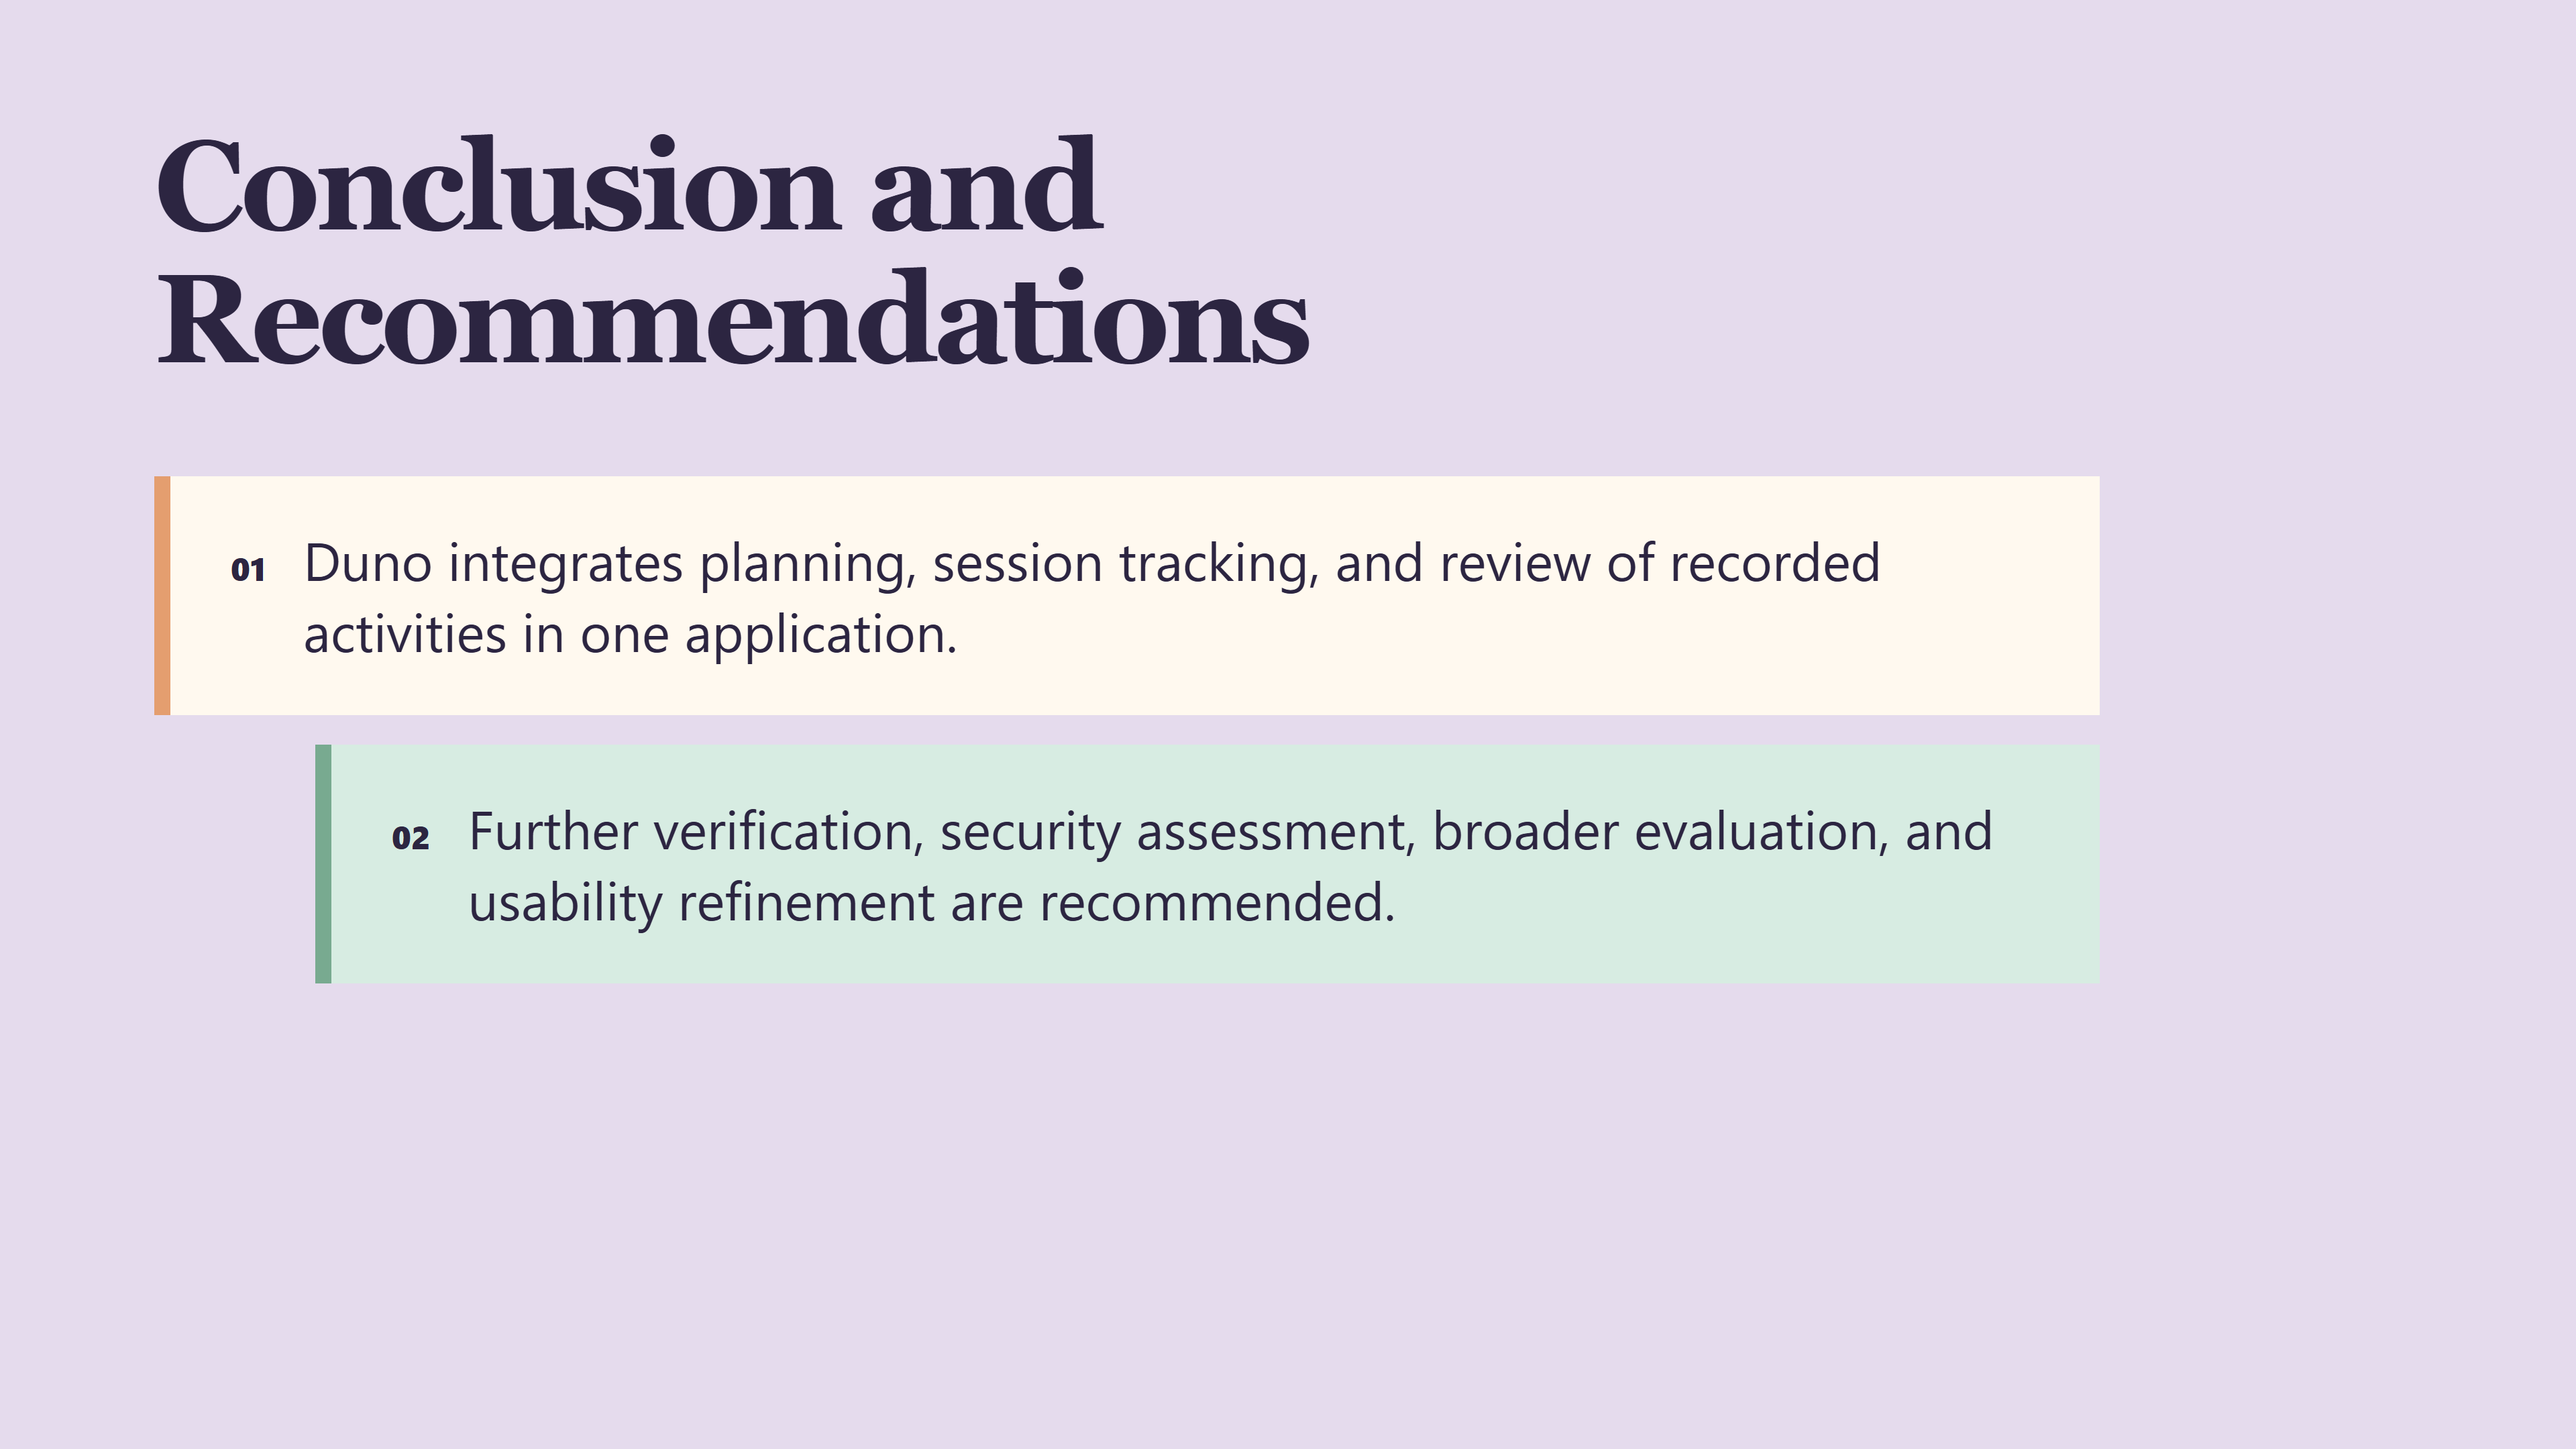 Conclusion and
Recommendations
01 Duno integrates planning, session tracking, and review of recorded
activities in one application.
02 Further verification, security assessment, broader evaluation, and
usability refinement are recommended.